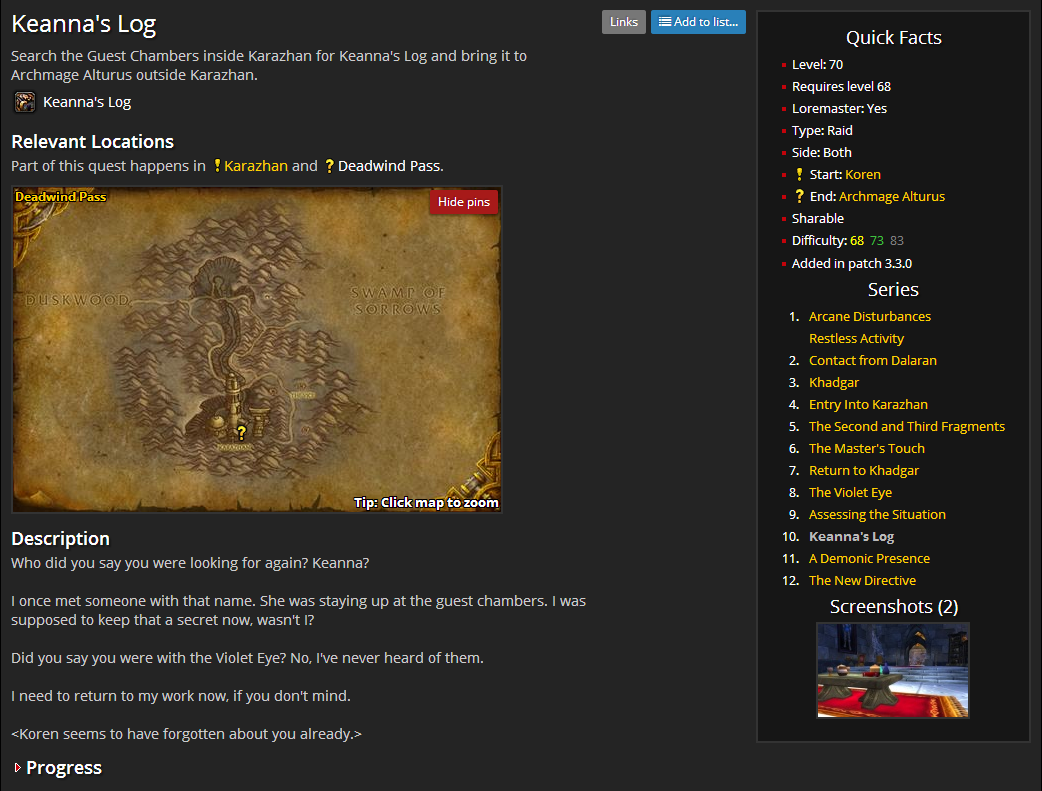 Keanna's Log
Links
Add to list...
Search the Guest Chambers inside Karazhan for Keanna's Log and bring it to
Archmage Alturus outside Karazhan.
Keanna's Log
Relevant Locations
Part of this quest happens in ! Karazhan and ? Deadwind Pass.
Deadwind Pass
Hide pins
DUSKWOOD
SWAMP OF
SORROWS
THE VICE
?
KARAZHAN
Tip: Click map to zoom
Description
Who did you say you were looking for again? Keanna?
I once met someone with that name. She was staying up at the guest chambers. I was
supposed to keep that a secret now, wasn't I?
Did you say you were with the Violet Eye? No, I've never heard of them.
I need to return to my work now, if you don't mind.
<Koren seems to have forgotten about you already.>
Progress
Quick Facts
Level: 70
Requires level 68
Loremaster: Yes
Type: Raid
Side: Both
! Start: Koren
? End: Archmage Alturus
Sharable
Difficulty: 68 73 83
Added in patch 3.3.0
Series
1. Arcane Disturbances
Restless Activity
2. Contact from Dalaran
3. Khadgar
4. Entry Into Karazhan
5. The Second and Third Fragments
6. The Master's Touch
7. Return to Khadgar
8. The Violet Eye
9. Assessing the Situation
10. Keanna's Log
11. A Demonic Presence
12. The New Directive
Screenshots (2)